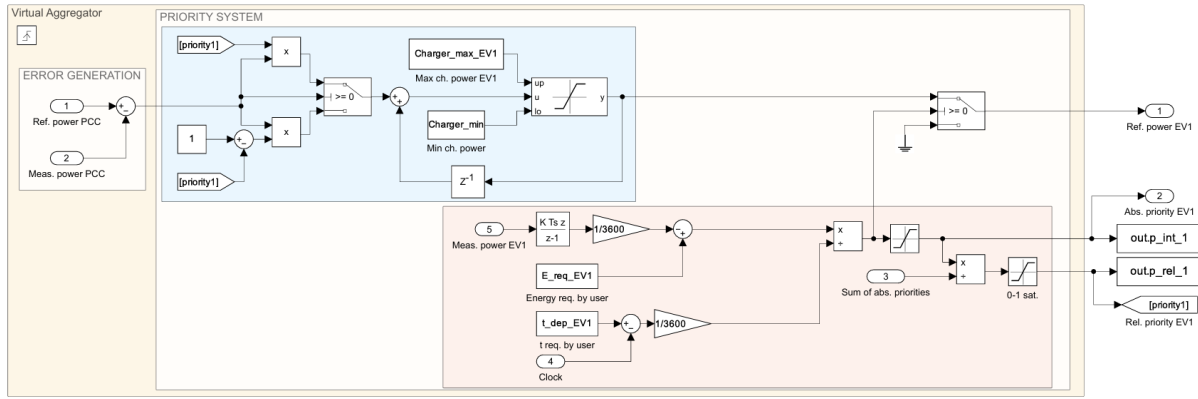 Virtual Aggregator
PRIORITY SYSTEM
ERROR GENERATION
1
Ref. power PCC
2
Meas. power PCC
+
−
[priority1]
x
1
+
−
x
[priority1]
>= 0
+
+
Charger_max_EV1
Max ch. power EV1
Charger_min
Min ch. power
up
u
lo
y
Z-1
>= 0
1
Ref. power EV1
5
Meas. power EV1
K Ts z
z-1
1/3600
−
+
E_req_EV1
Energy req. by user
t_dep_EV1
t req. by user
+
−
1/3600
4
Clock
x
÷
3
Sum of abs. priorities
x
÷
0-1 sat.
2
Abs. priority EV1
out.p_int_1
out.p_rel_1
[priority1]
Rel. priority EV1